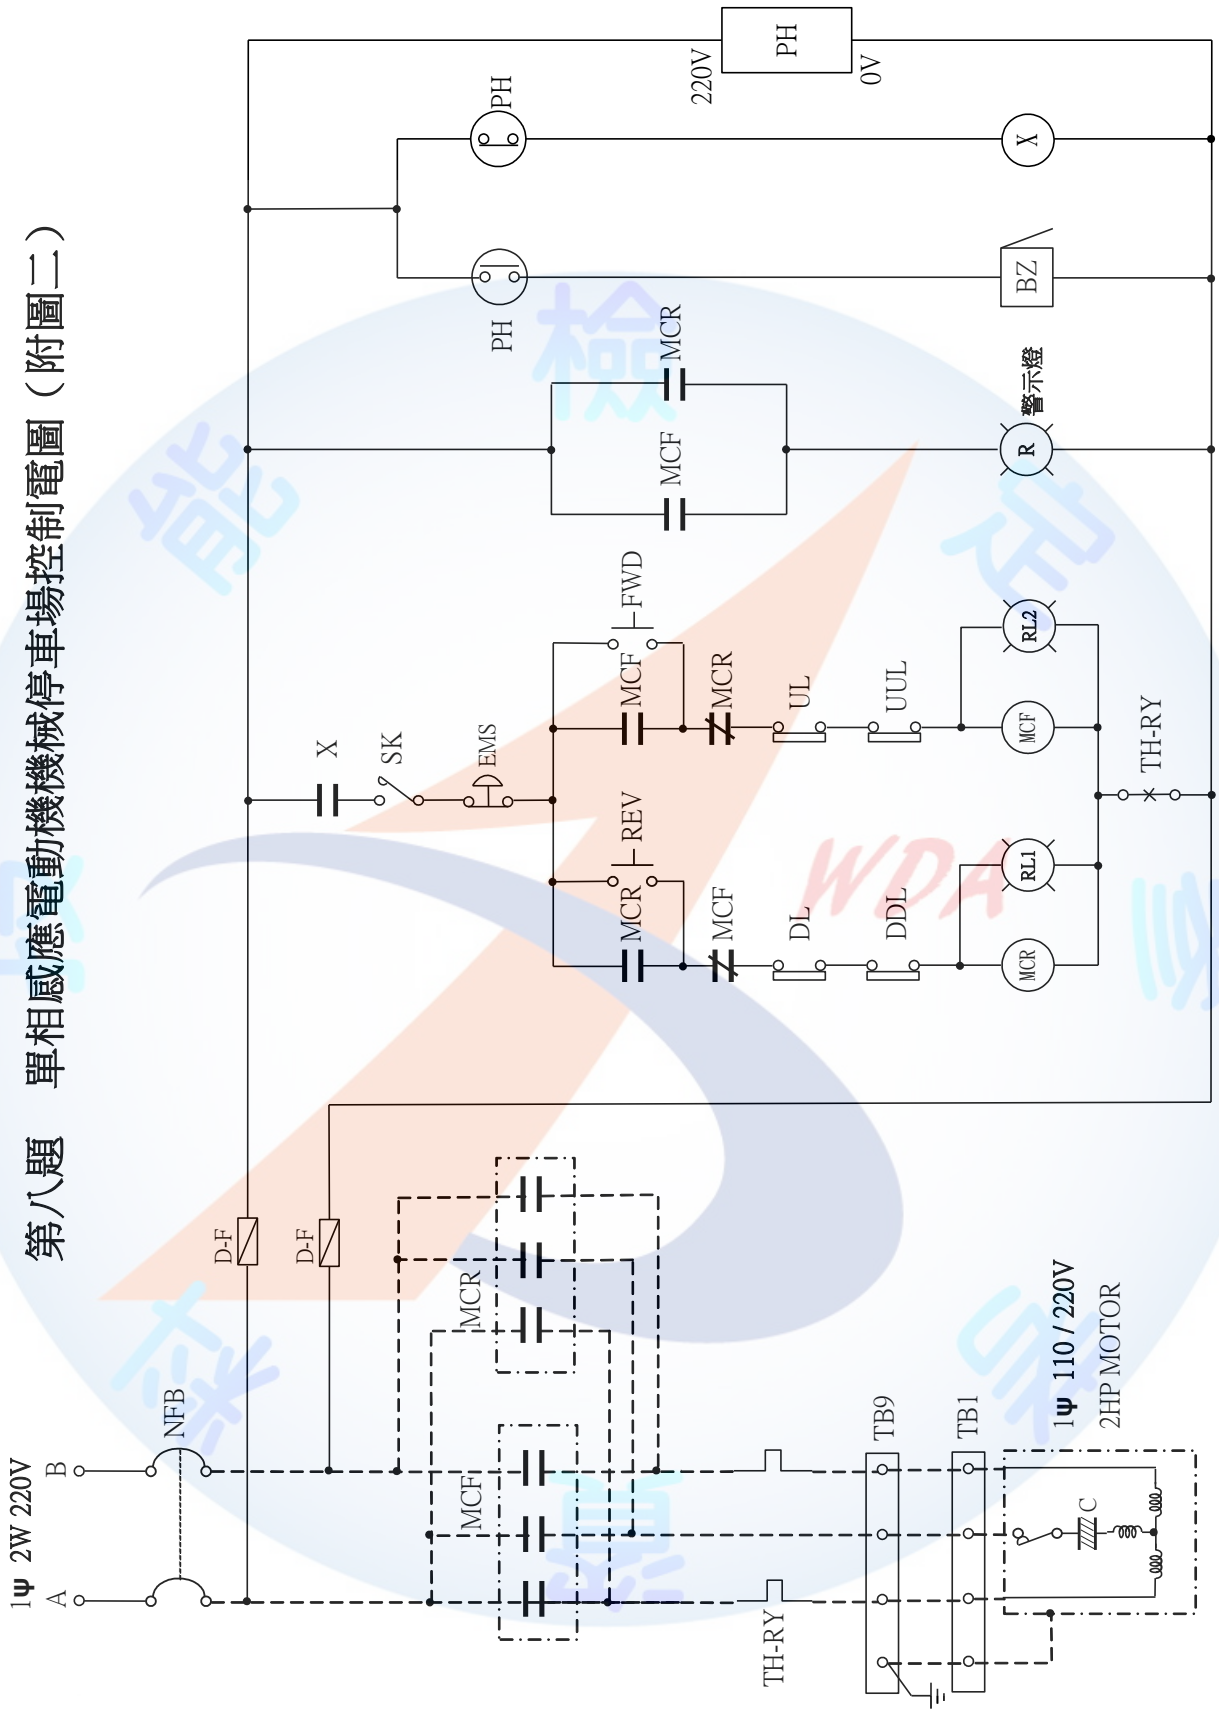 第八題 單相感應電動機機械停車場控制電圖（附圖二）
1ψ 2W 220V
A
B
NFB
D-F
D-F
MCF
MCR
TH-RY
TB9
TB1
C
1ψ 110 / 220V
2HP MOTOR
X
SK
EMS
MCR
REV
MCF
FWD
MCF
MCR
DL
UL
DDL
UUL
MCR
RL1
MCF
RL2
TH-RY
MCF
MCR
R
警示燈
PH
BZ
PH
X
220V
PH
0V
WDA